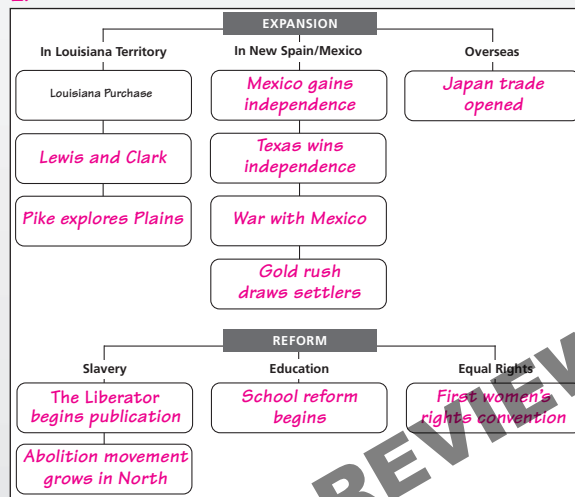 EXPANSION
In Louisiana Territory
In New Spain/Mexico
Overseas
Louisiana Purchase
Mexico gains
independence
Japan trade
opened
Lewis and Clark
Texas wins
independence
Pike explores Plains
War with Mexico
Gold rush
draws settlers
REFORM
Slavery
Education
Equal Rights
The Liberator
begins publication
School reform
begins
First women's
rights convention
Abolition movement
grows in North
REVIEW